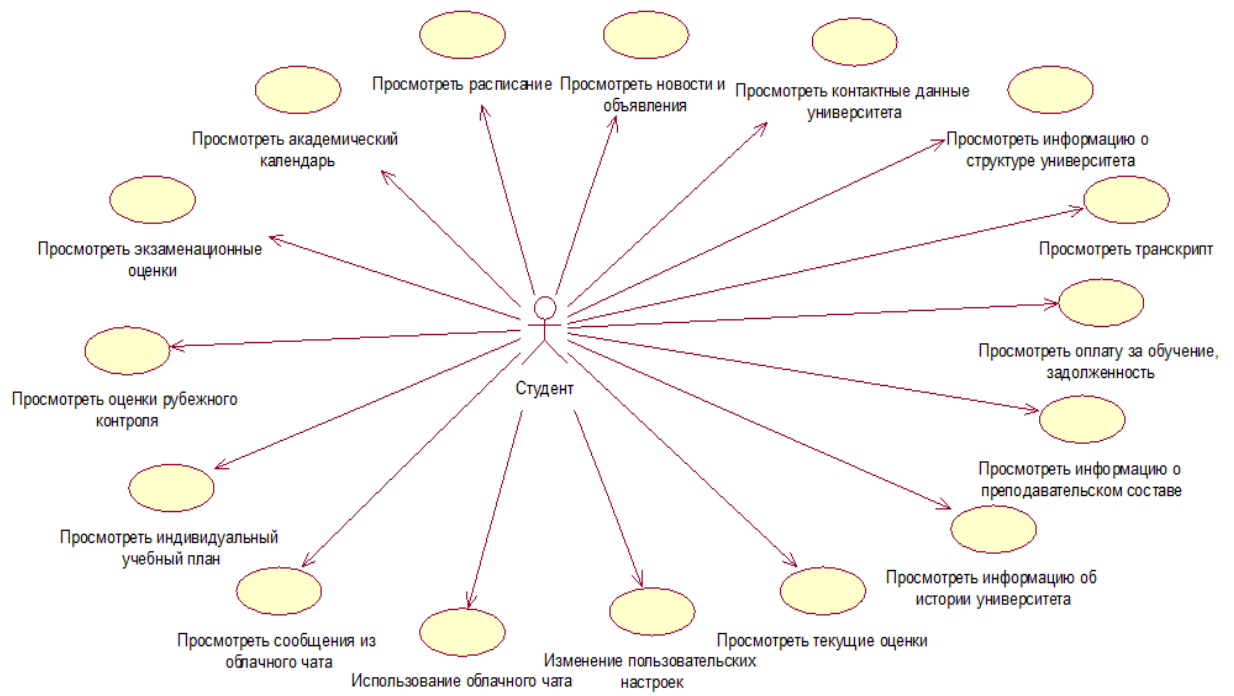 Просмотреть расписание
Просмотреть новости и
объявления
Просмотреть контактные данные
университета
Просмотреть академический
календарь
Просмотреть информацию о
структуре университета
Просмотреть экзаменационные
оценки
Просмотреть транскрипт
Просмотреть оплату за обучение,
задолженность
Студент
Просмотреть оценки рубежного
контроля
Просмотреть информацию о
преподавательском составе
Просмотреть индивидуальный
учебный план
Просмотреть информацию об
истории университета
Просмотреть сообщения из
облачного чата
Использование облачного чата
Изменение пользовательских
настроек
Просмотреть текущие оценки